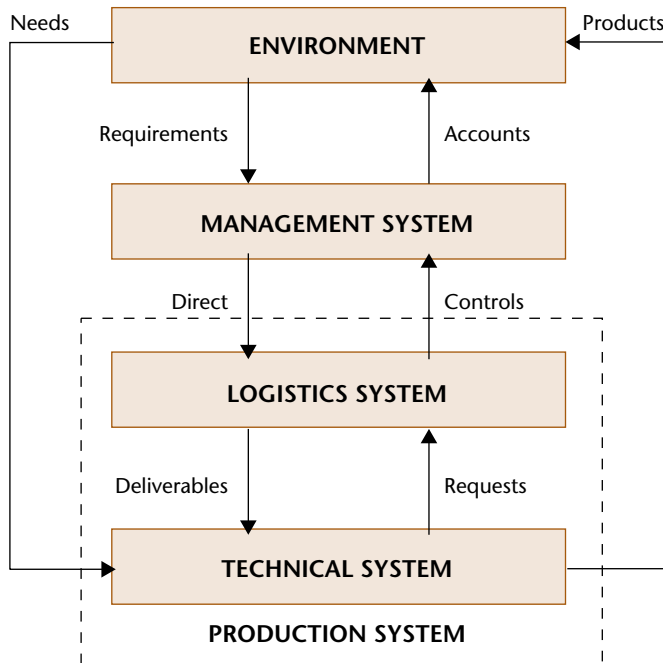 Needs
Products
ENVIRONMENT
Requirements
Accounts
MANAGEMENT SYSTEM
Direct
Controls
LOGISTICS SYSTEM
Deliverables
Requests
TECHNICAL SYSTEM
PRODUCTION SYSTEM